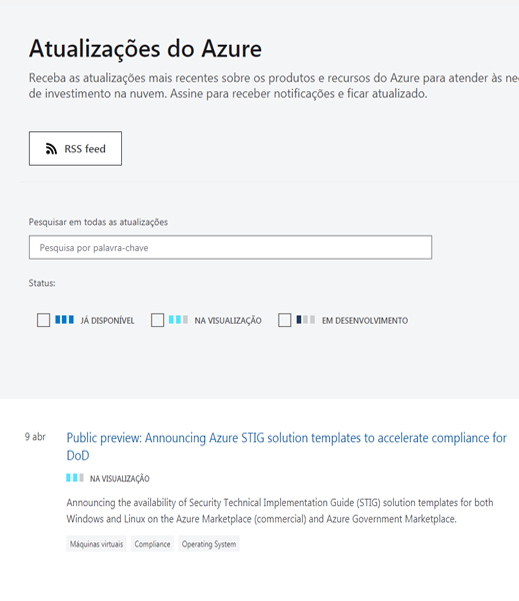 Atualizações do Azure
Receba as atualizações mais recentes sobre os produtos e recursos do Azure para atender às
de investimento na nuvem. Assine para receber notificações e ficar atualizado.
RSS feed
Pesquisar em todas as atualizações
Pesquisa por palavra-chave
Status:
JÁ DISPONÍVEL NA VISUALIZAÇÃO EM DESENVOLVIMENTO
9 abr Public preview: Announcing Azure STIG solution templates to accelerate compliance for
DoD
NA VISUALIZAÇÃO
Announcing the availability of Security Technical Implementation Guide (STIG) solution templates for both
Windows and Linux on the Azure Marketplace (commercial) and Azure Government Marketplace.
Máquinas virtuais Compliance Operating System